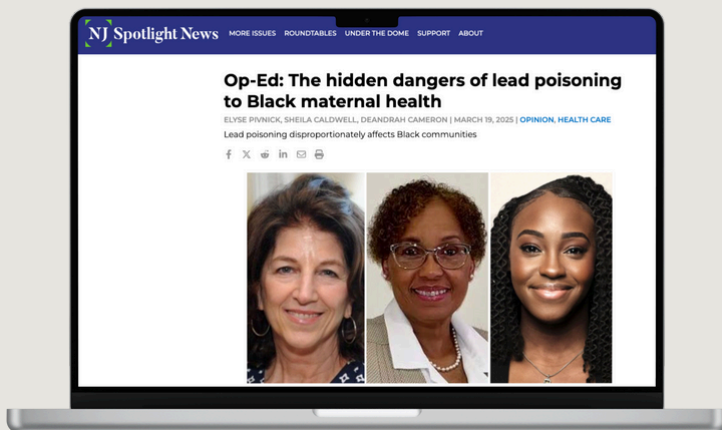 NJ Spotlight News MORE ISSUES ROUNDTABLES UNDER THE DOME SUPPORT ABOUT
Op-Ed: The hidden dangers of lead poisoning
to Black maternal health
ELYSE PIVNICK, SHEILA CALDWELL, DEANDRAH CAMERON | MARCH 19, 2025 | OPINION, HEALTH CARE
Lead poisoning disproportionately affects Black communities